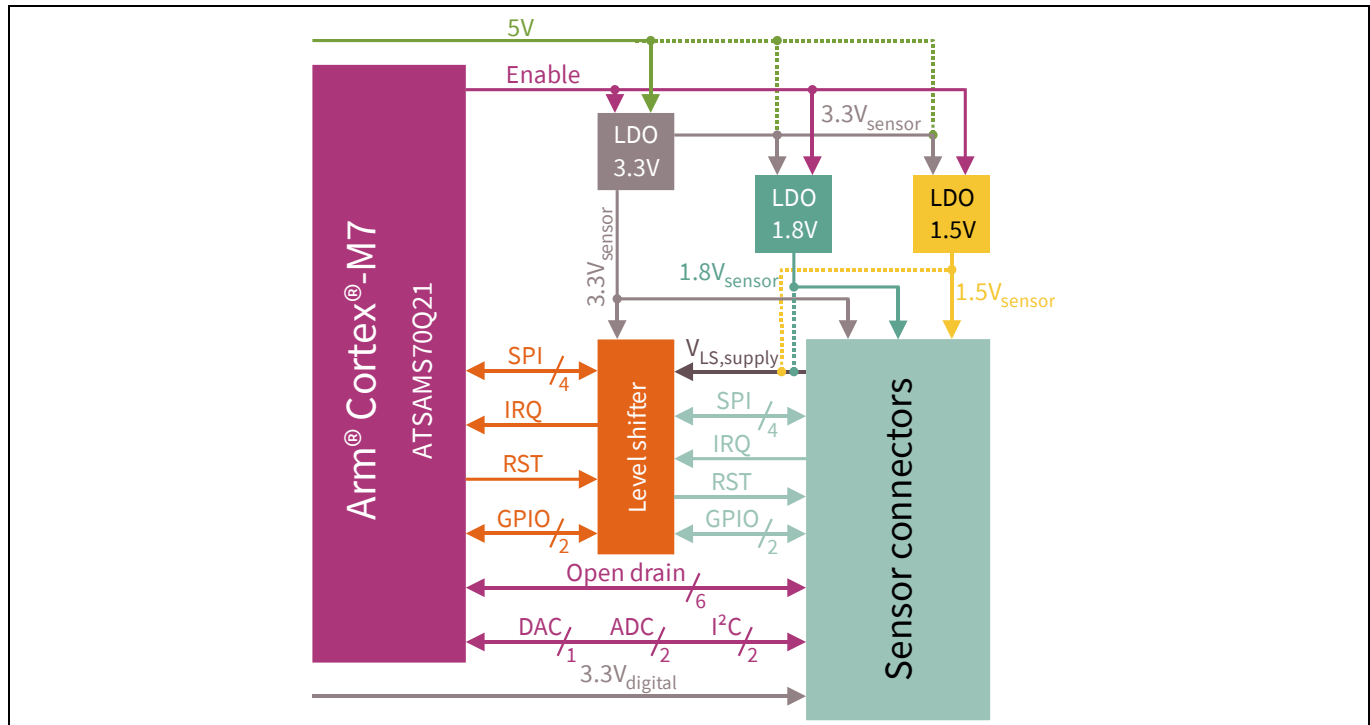 5V
Enable
3.3Vsensor
LDO
3.3V
LDO
1.8V
LDO
1.5V
3.3Vsensor
1.8Vsensor
1.5Vsensor
Arm® Cortex®-M7
ATSAMS70Q21
VLS,supply
SPI
4
IRQ
RST
GPIO
2
Level shifter
SPI
4
IRQ
RST
GPIO
2
Sensor connectors
Open drain
6
DAC
1
ADC
2
I²C
2
3.3Vdigital